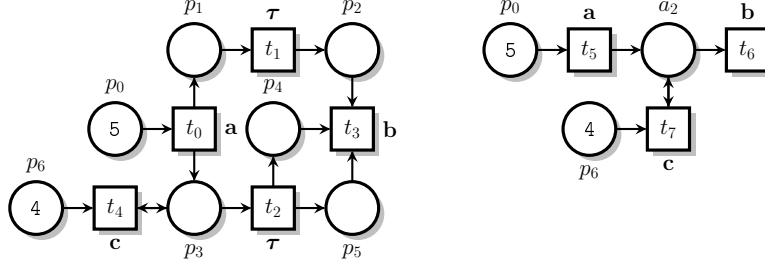 p₁ τ p₂ p₀ a a₂ b
t₁ 5 t₅ t₆
p₀ p₄
5 t₀ a t₃ b 4 t₇
p₆ p₆ c
4 t₄
c p₃ t₂ p₅
τ